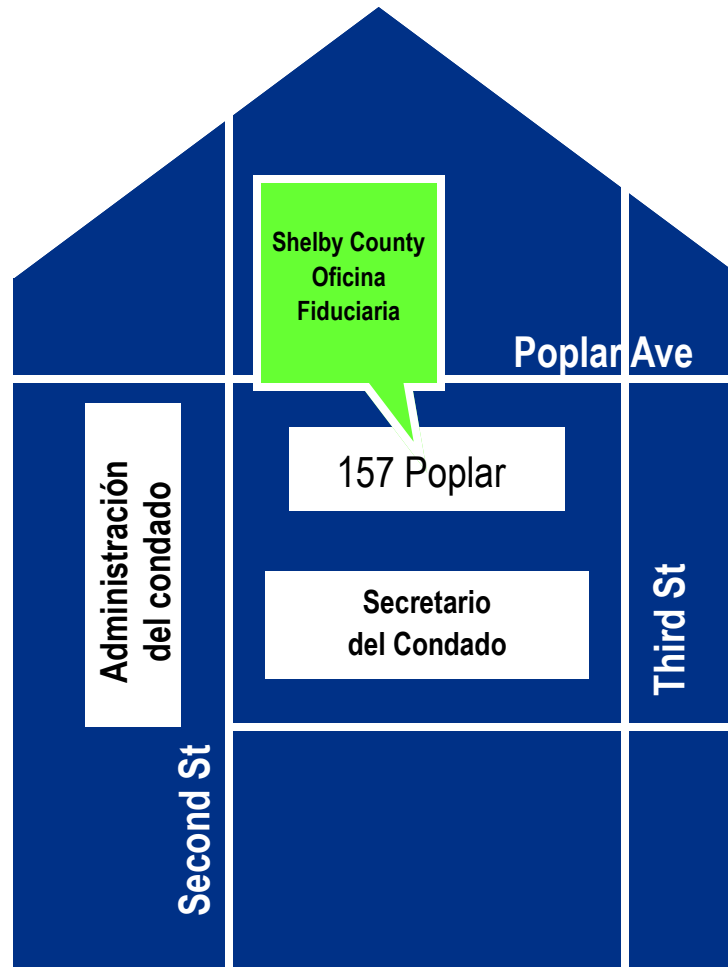 Shelby County
Oficina
Fiduciaria
Poplar Ave
157 Poplar
Administración
del condado
Secretario
del Condado
Third St
Second St